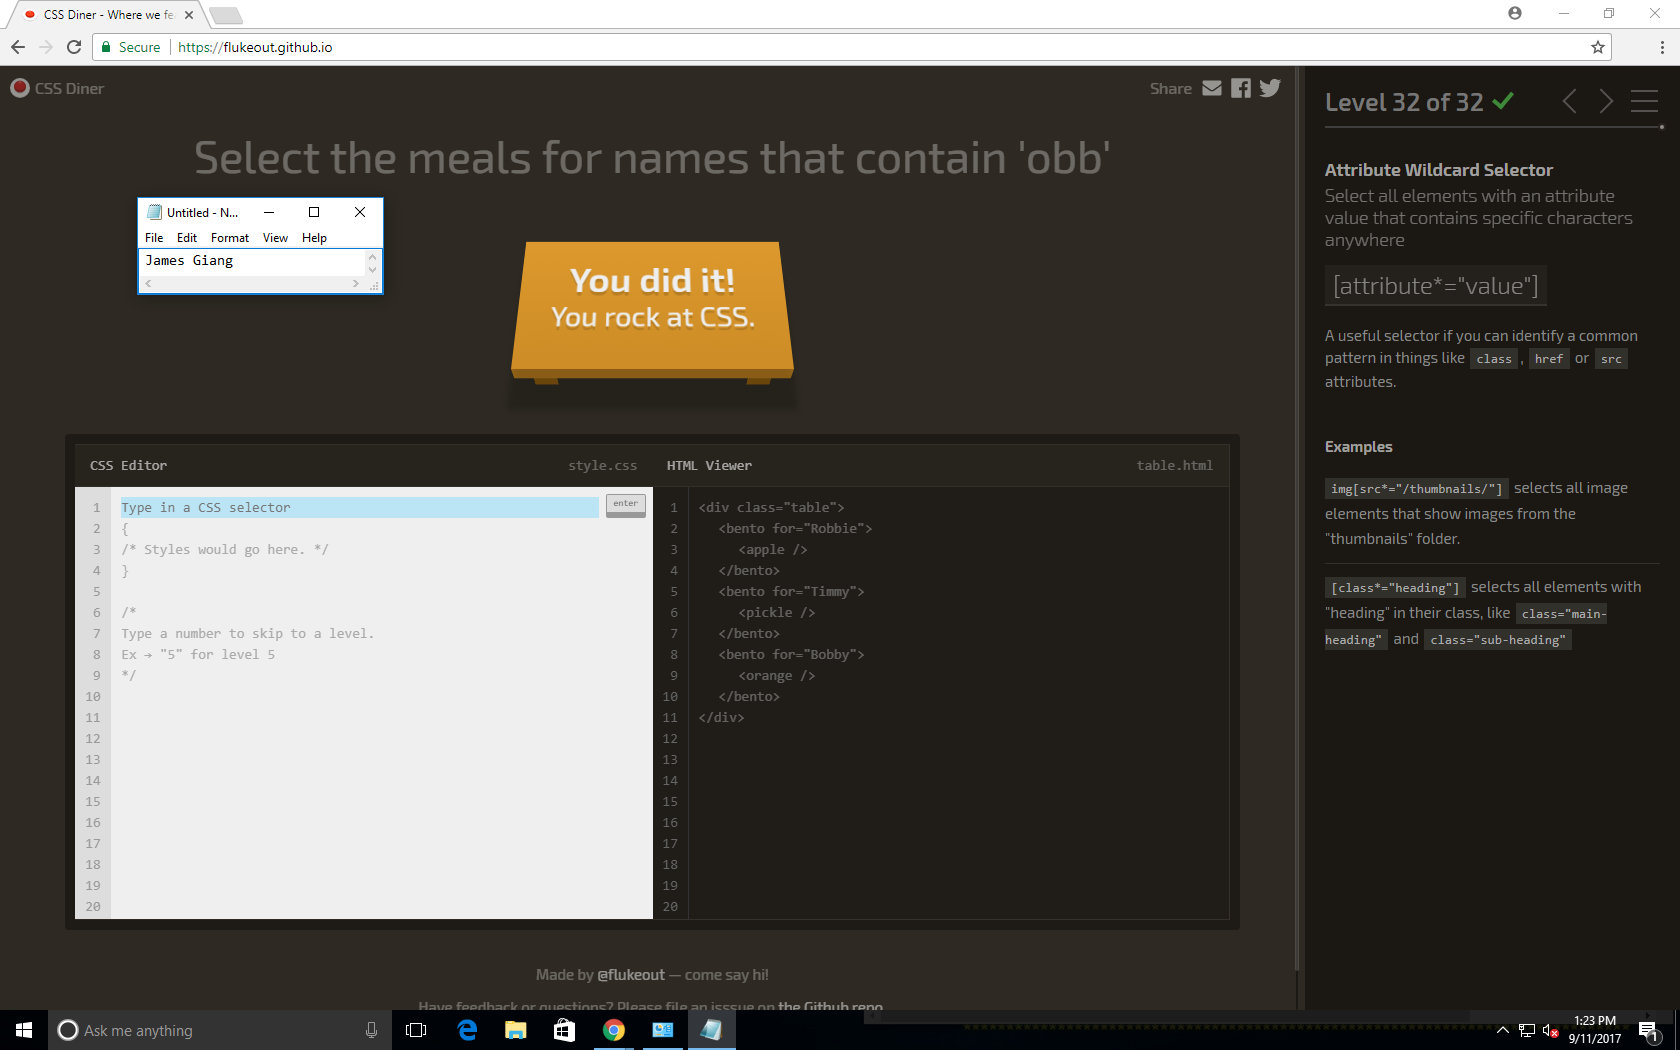 CSS Diner - Where we fe
Secure https://flukeout.github.io
CSS Diner
Share
Select the meals for names that contain 'obb'
Untitled - N...
File Edit Format View Help
James Giang
You did it!
You rock at CSS.
CSS Editor style.css
enter
1 Type in a CSS selector
2 {
3 /* Styles would go here. */
4 }
5
6 /*
7 Type a number to skip to a level.
8 Ex → "5" for level 5
9 */
10
11
12
13
14
15
16
17
18
19
20
HTML Viewer table.html
1 <div class="table">
2 <bento for="Robbie">
3 <apple />
4 </bento>
5 <bento for="Timmy">
6 <pickle />
7 </bento>
8 <bento for="Bobby">
9 <orange />
10 </bento>
11 </div>
12
13
14
15
16
17
18
19
20
Made by @flukeout — come say hi!
Have feedback or questions? Please file an isssue on the Github repo
Level 32 of 32
Attribute Wildcard Selector
Select all elements with an attribute
value that contains specific characters
anywhere
[attribute*="value"]
A useful selector if you can identify a common
pattern in things like class , href or src
attributes.
Examples
img[src*="/thumbnails/"] selects all image
elements that show images from the
"thumbnails" folder.
[class*="heading"] selects all elements with
"heading" in their class, like class="main-
heading" and class="sub-heading"
Ask me anything
1:23 PM
9/11/2017
1